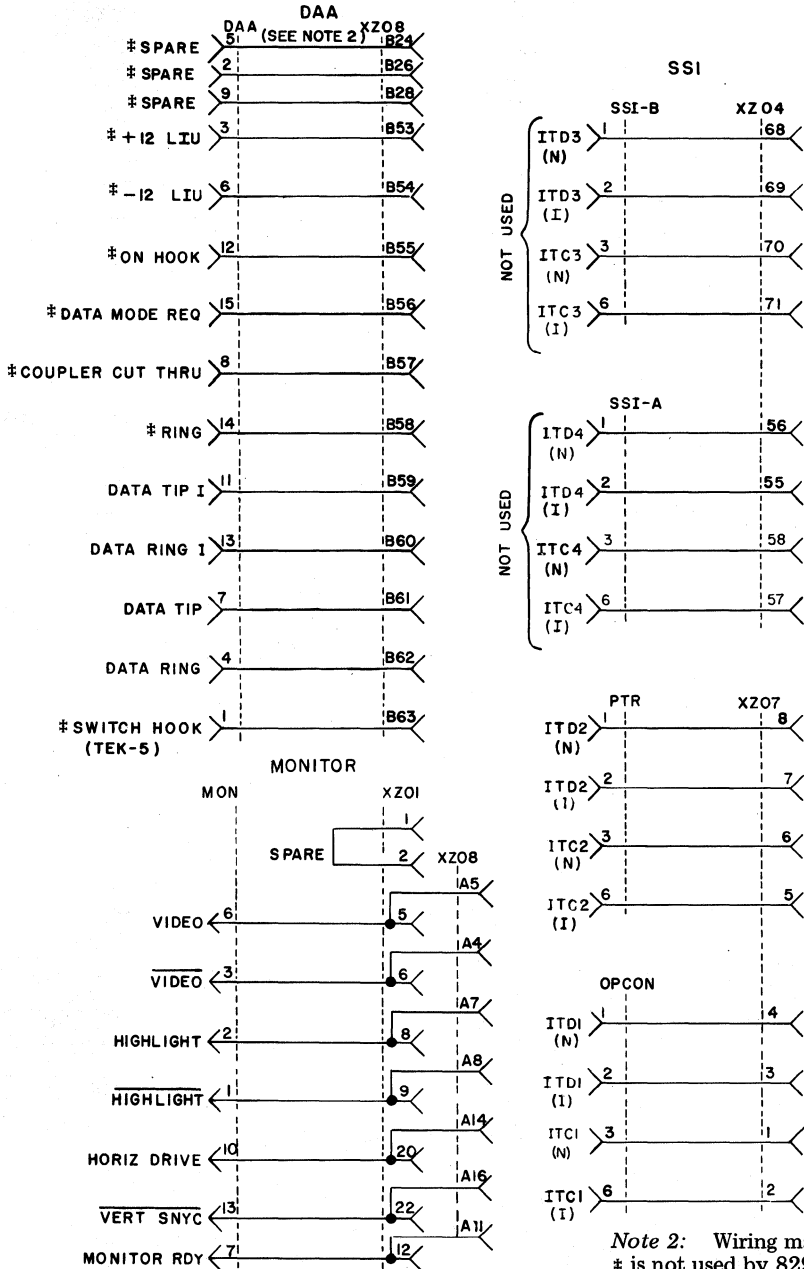 DAA
DAA (SEE NOTE 2) XZ08
‡SPARE 5 B24
‡SPARE 2 B26
‡SPARE 9 B28
‡+12 LIU 3 B53
‡-12 LIU 6 B54
‡ON HOOK 12 B55
‡DATA MODE REQ 15 B56
‡COUPLER CUT THRU 8 B57
‡RING 14 B58
DATA TIP I 11 B59
DATA RING I 13 B60
DATA TIP 7 B61
DATA RING 4 B62
‡SWITCH HOOK 1 B63
(TEK-5)
MONITOR
MON XZ01
SPARE 1
2 XZ08
A5
VIDEO 6 5
A4
VIDEO 3 6
A7
HIGHLIGHT 2 8
A8
HIGHLIGHT 1 9
A14
HORIZ DRIVE 10 20
A16
VERT SNYC 13 22
A11
MONITOR RDY 7 12
SSI
SSI-B XZ04
NOT USED
ITD3 1 68
(N)
ITD3 2 69
(I)
ITC3 3 70
(N)
ITC3 6 71
(I)
SSI-A
NOT USED
ITD4 1 56
(N)
ITD4 2 55
(I)
ITC4 3 58
(N)
ITC4 6 57
(I)
PTR XZ07
ITD2 1 8
(N)
ITD2 2 7
(I)
ITC2 3 6
(N)
ITC2 6 5
(I)
OPCON
ITD1 1 4
(N)
ITD1 2 3
(I)
ITC1 3 1
(N)
ITC1 6 2
(I)
Note 2: Wiring m
‡ is not used by 82